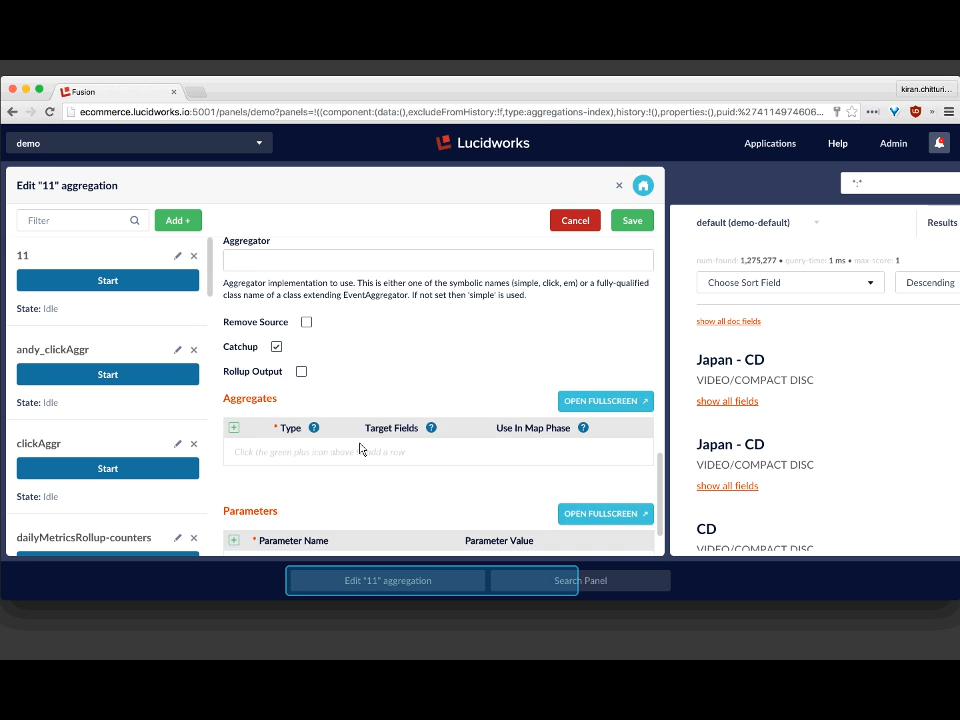 Fusion
kiran.chitturi...
ecommerce.lucidworks.io:5001/panels/demo?panels=!((component:(data:(),excludeFromHistory:!f,type:aggregations-index),history:!(),properties:(),puid:%274114974606...
demo
Lucidworks
Applications
Help
Admin
Edit "11" aggregation
Filter
Add +
Cancel
Save
11
Start
State: Idle
andy_clickAggr
Start
State: Idle
clickAggr
Start
State: Idle
dailyMetricsRollup-counters
Aggregator
Aggregator implementation to use. This is either one of the symbolic names (simple, click, em) or a fully-qualified
class name of a class extending EventAggregator. If not set then 'simple' is used.
Remove Source
Catchup
Rollup Output
Aggregates
OPEN FULLSCREEN
* Type ? Target Fields ? Use In Map Phase ?
Click the green plus icon above to add a row
Parameters
OPEN FULLSCREEN
* Parameter Name Parameter Value
*:*
default (demo-default)
Results
num-found: 1,275,277 • query-time: 1 ms • max-score: 1
Choose Sort Field
Descending
show all doc fields
Japan - CD
VIDEO/COMPACT DISC
show all fields
Japan - CD
VIDEO/COMPACT DISC
show all fields
CD
VIDEO/COMPACT DISC
Edit "11" aggregation
Search Panel